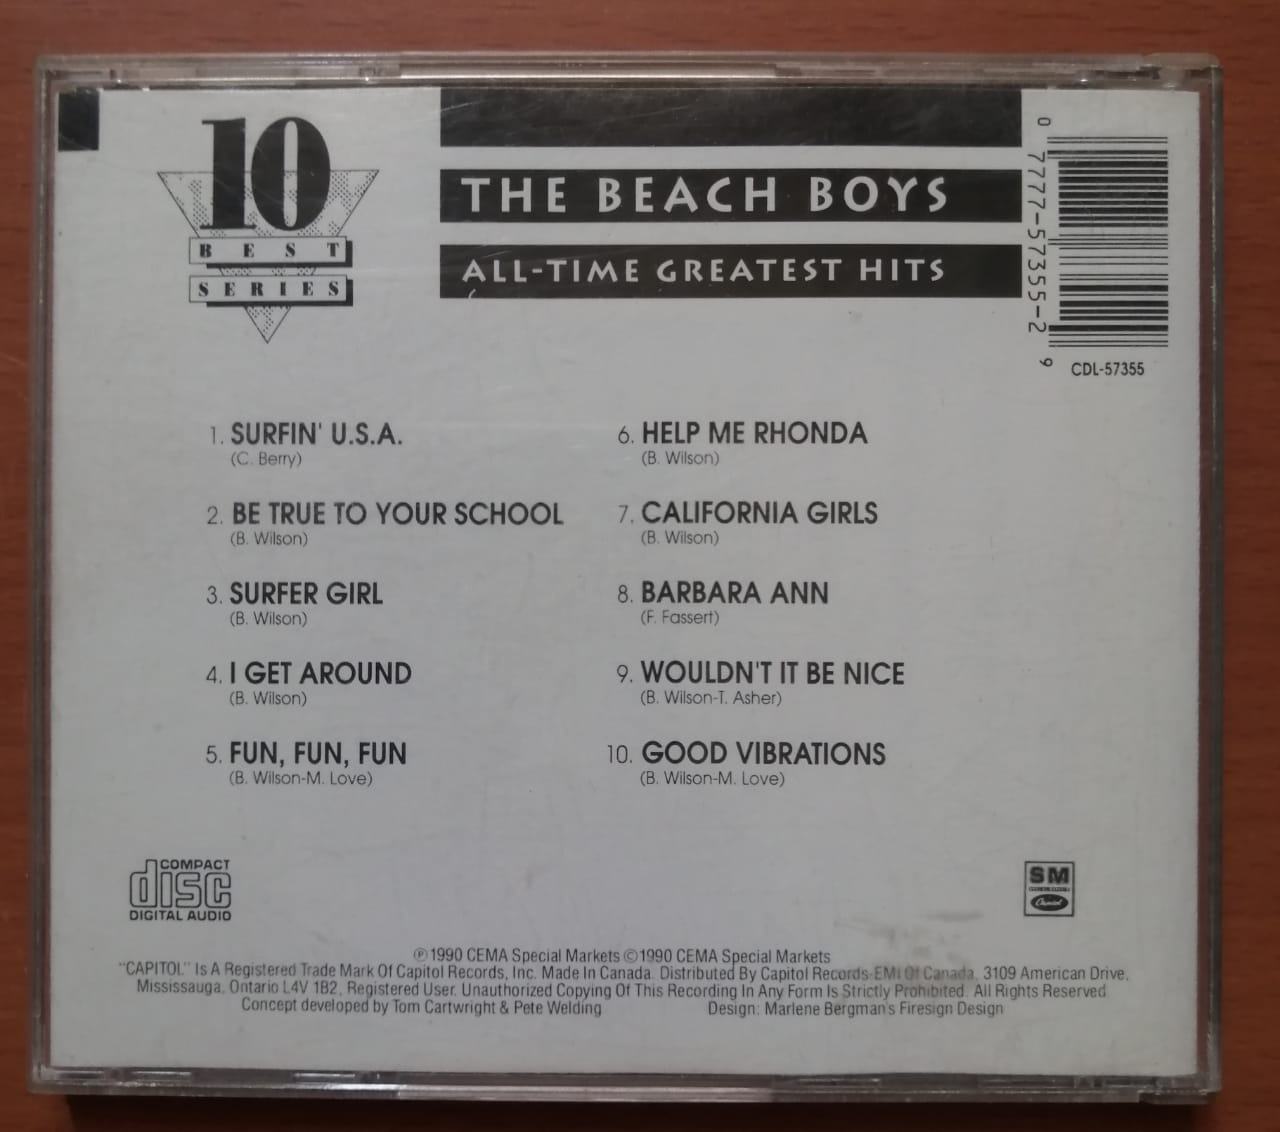 10
BEST
SERIES
THE BEACH BOYS
ALL-TIME GREATEST HITS
0 7777-57355-2 9
CDL-57355
1. SURFIN' U.S.A.
(C. Berry)
2. BE TRUE TO YOUR SCHOOL
(B. Wilson)
3. SURFER GIRL
(B. Wilson)
4. I GET AROUND
(B. Wilson)
5. FUN, FUN, FUN
(B. Wilson-M. Love)
6. HELP ME RHONDA
(B. Wilson)
7. CALIFORNIA GIRLS
(B. Wilson)
8. BARBARA ANN
(F. Fassert)
9. WOULDN'T IT BE NICE
(B. Wilson-T. Asher)
10. GOOD VIBRATIONS
(B. Wilson-M. Love)
COMPACT
disc
DIGITAL AUDIO
SM
Capitol
℗1990 CEMA Special Markets ©1990 CEMA Special Markets
"CAPITOL" Is A Registered Trade Mark Of Capitol Records, Inc. Made In Canada. Distributed By Capitol Records-EMI Of Canada, 3109 American Drive,
Mississauga, Ontario L4V 1B2, Registered User. Unauthorized Copying Of This Recording In Any Form Is Strictly Prohibited. All Rights Reserved
Concept developed by Tom Cartwright & Pete Welding Design: Marlene Bergman's Firesign Design